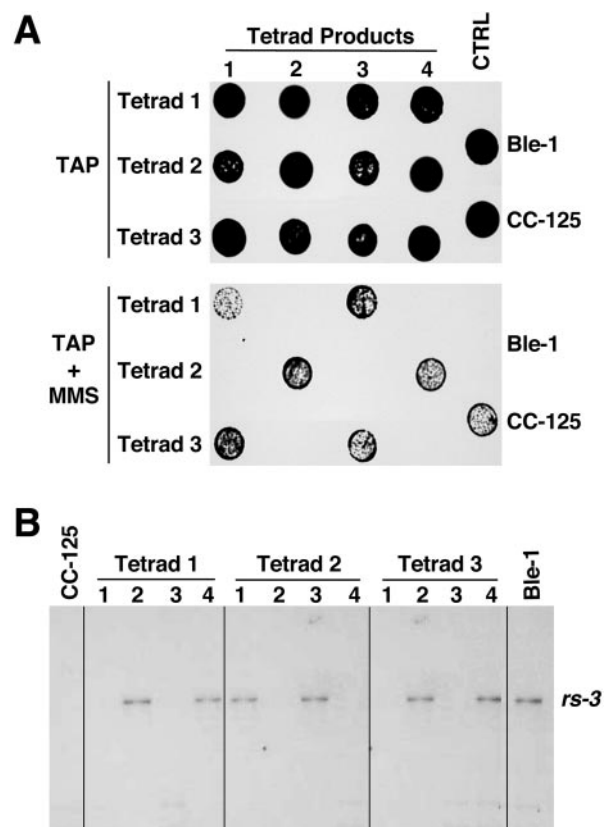 A
Tetrad Products
CTRL
1 2 3 4
Tetrad 1
Ble-1
TAP
Tetrad 2
CC-125
Tetrad 3
Tetrad 1
Ble-1
TAP
+
MMS
Tetrad 2
CC-125
Tetrad 3
B
CC-125
Tetrad 1
Tetrad 2
Tetrad 3
Ble-1
1 2 3 4 1 2 3 4 1 2 3 4
rs-3